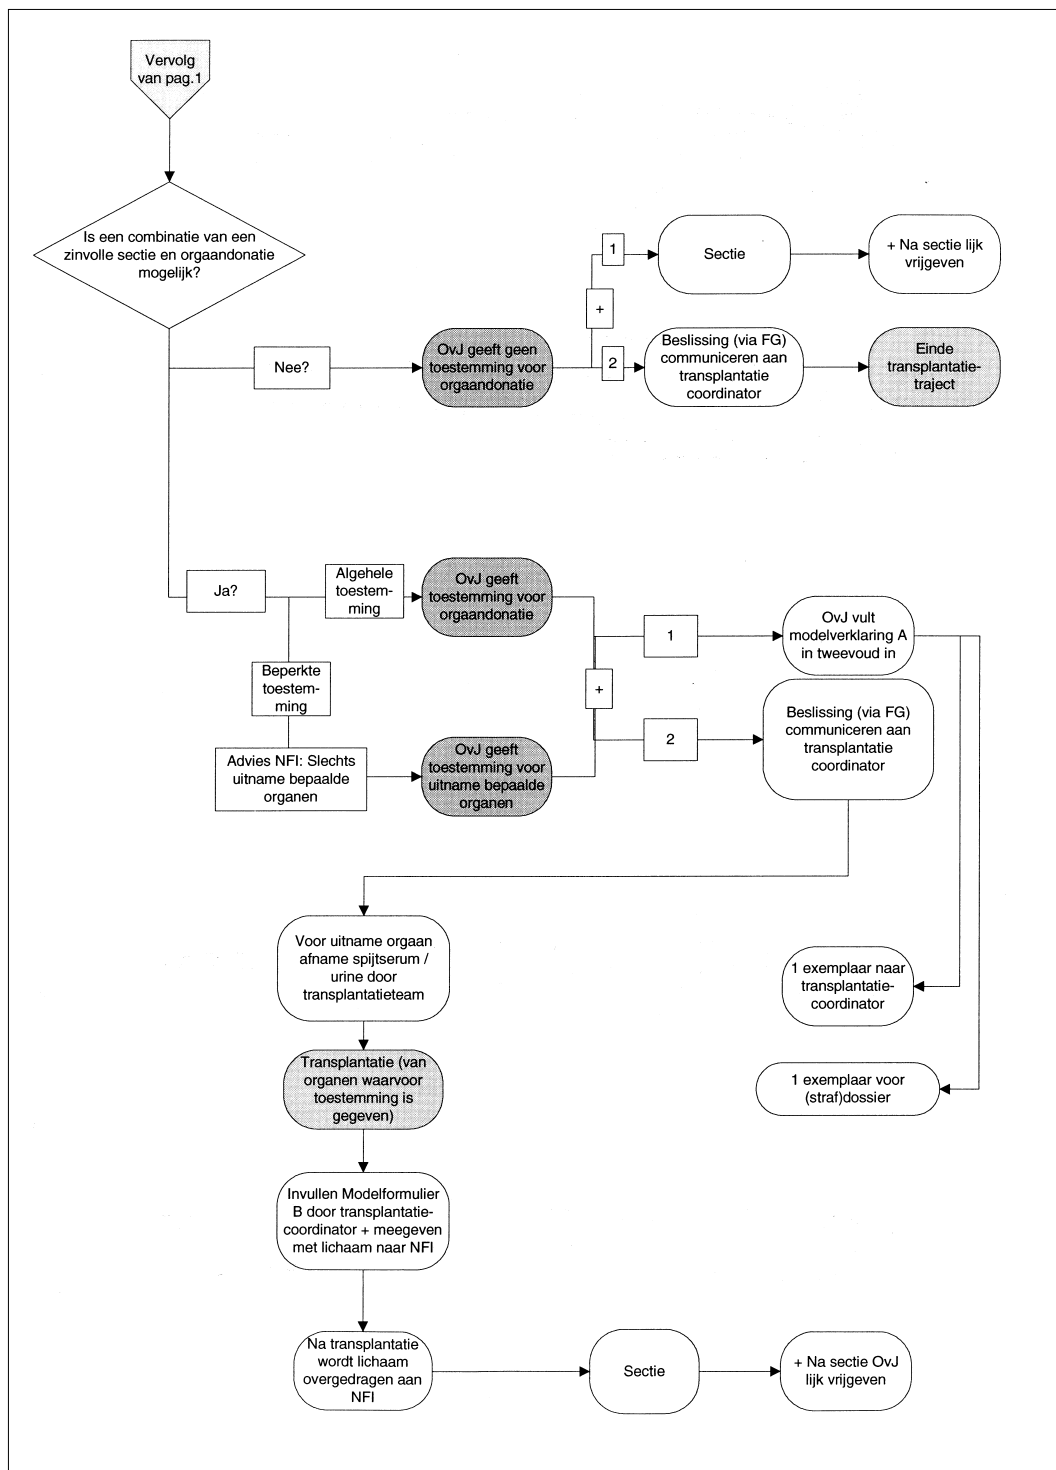 Vervolg
van pag.1
Is een combinatie van een
zinvolle sectie en orgaandonatie
mogelijk?
Nee?
OvJ geeft geen
toestemming voor
orgaandonatie
+
1
Sectie
+ Na sectie lijk
vrijgeven
2
Beslissing (via FG)
communiceren aan
transplantatie
coordinator
Einde
transplantatie-
traject
Ja?
Algehele
toestem-
ming
OvJ geeft
toestemming voor
orgaandonatie
Beperkte
toestem-
ming
Advies NFI: Slechts
uitname bepaalde
organen
OvJ geeft
toestemming voor
uitname bepaalde
organen
+
1
OvJ vult
modelverklaring A
in tweevoud in
2
Beslissing (via FG)
communiceren aan
transplantatie
coordinator
1 exemplaar naar
transplantatie-
coordinator
1 exemplaar voor
(straf)dossier
Voor uitname orgaan
afname spijtserum /
urine door
transplantatieteam
Transplantatie (van
organen waarvoor
toestemming is
gegeven)
Invullen Modelformulier
B door transplantatie-
coordinator + meegeven
met lichaam naar NFI
Na transplantatie
wordt lichaam
overgedragen aan
NFI
Sectie
+ Na sectie OvJ
lijk vrijgeven